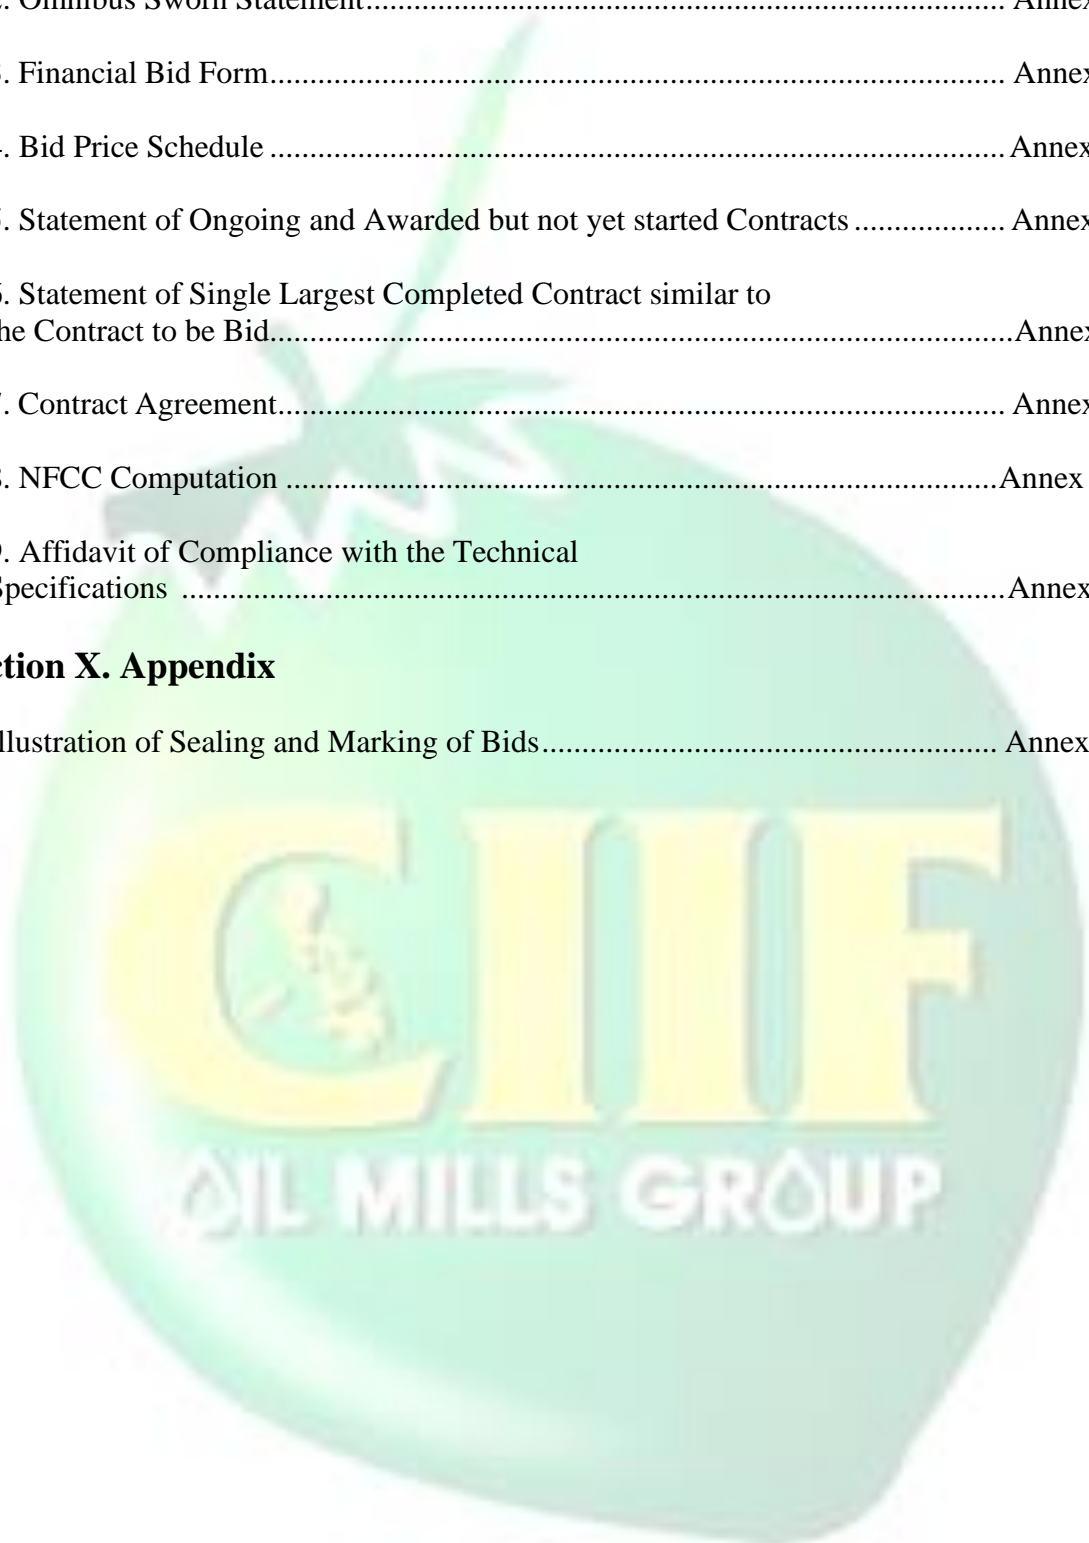 . Omnibus Sworn Statement................................................................................ Annex
. Financial Bid Form............................................................................................ Annex
. Bid Price Schedule ............................................................................................ Annex
. Statement of Ongoing and Awarded but not yet started Contracts ................... Annex
. Statement of Single Largest Completed Contract similar to
he Contract to be Bid.............................................................................................Annex
. Contract Agreement........................................................................................... Annex
. NFCC Computation .........................................................................................Annex
. Affidavit of Compliance with the Technical
Specifications .......................................................................................................Annex
ction X. Appendix
llustration of Sealing and Marking of Bids......................................................... Annex
CIIF
OIL MILLS GROUP